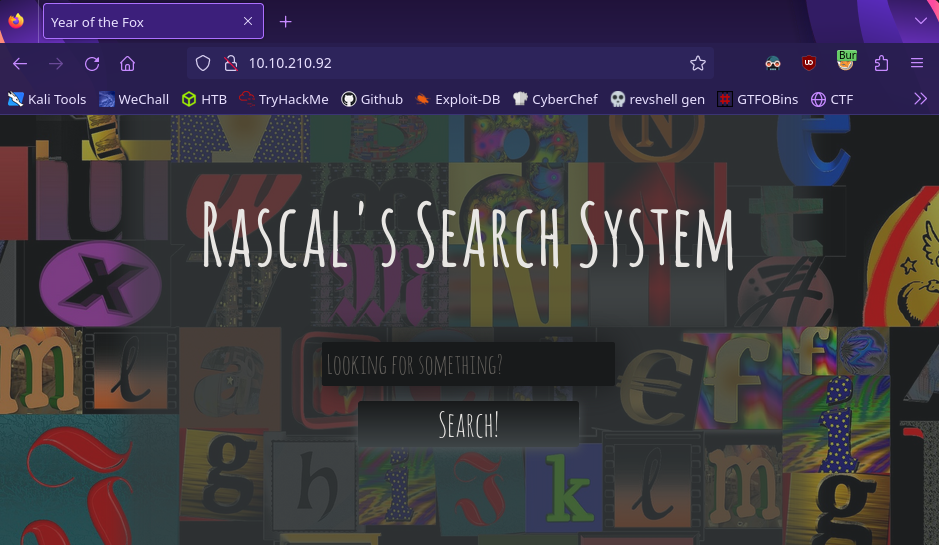 Year of the Fox
10.10.210.92
Bur
Kali Tools WeChall HTB TryHackMe Github Exploit-DB CyberChef revshell gen GTFOBins CTF
Rascal's Search System
Looking for something?
Search!